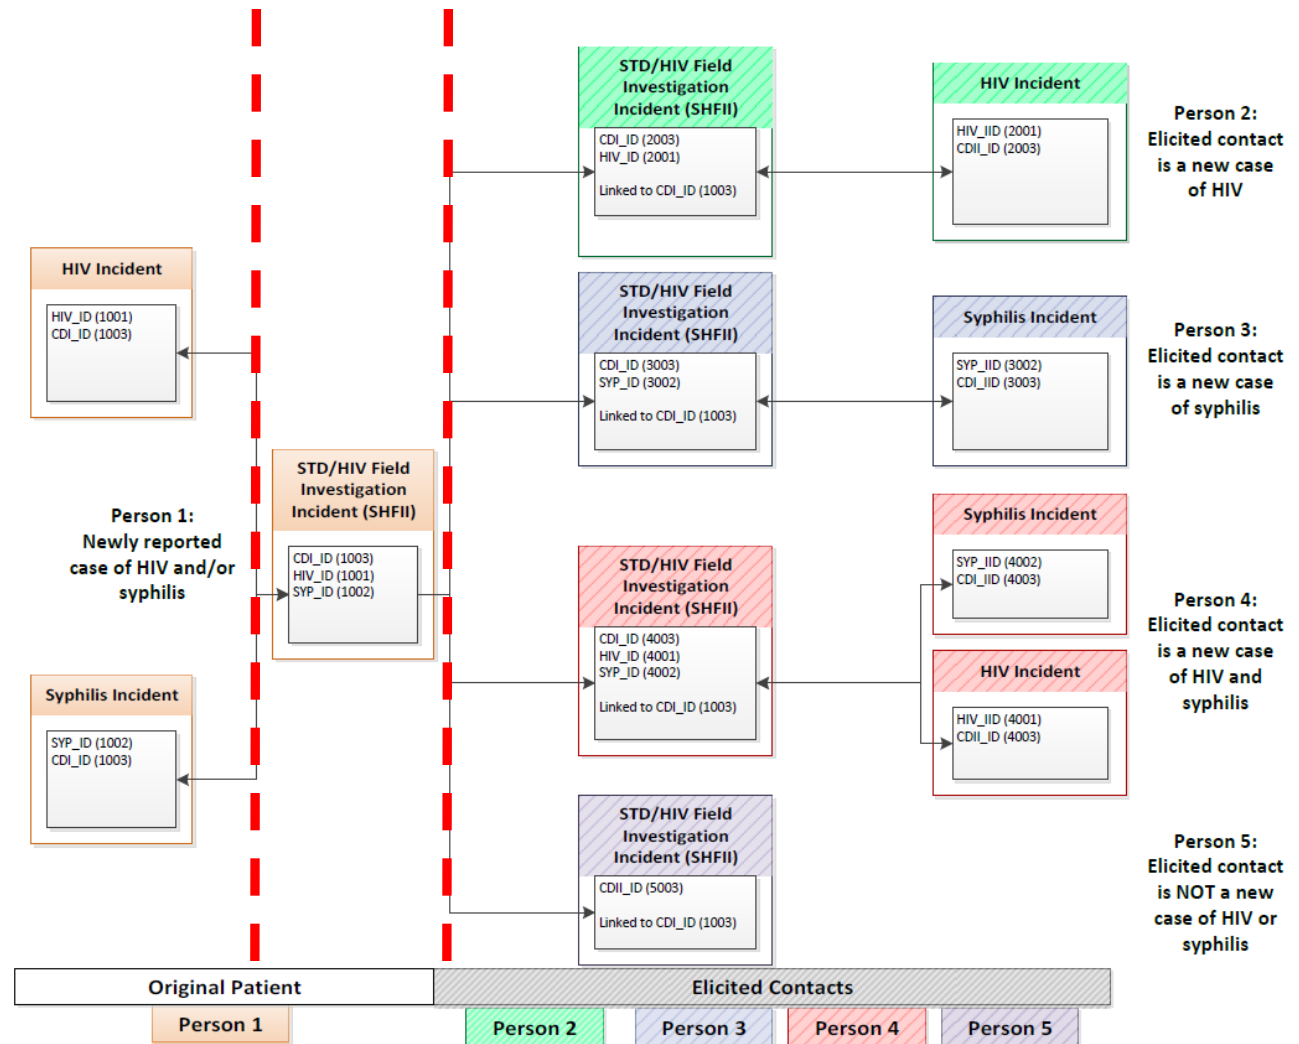 STD/HIV Field
Investigation
Incident (SHFII)
CDI_ID (2003)
HIV_ID (2001)
Linked to CDI_ID (1003)
HIV Incident
HIV_IID (2001)
CDII_ID (2003)
Person 2:
Elicited contact
is a new case
of HIV
HIV Incident
HIV_ID (1001)
CDI_ID (1003)
STD/HIV Field
Investigation
Incident (SHFII)
CDI_ID (3003)
SYP_ID (3002)
Linked to CDI_ID (1003)
Syphilis Incident
SYP_IID (3002)
CDI_IID (3003)
Person 3:
Elicited contact
is a new case
of syphilis
Person 1:
Newly reported
case of HIV and/or
syphilis
STD/HIV Field
Investigation
Incident (SHFII)
CDI_ID (1003)
HIV_ID (1001)
SYP_ID (1002)
STD/HIV Field
Investigation
Incident (SHFII)
CDI_ID (4003)
HIV_ID (4001)
SYP_ID (4002)
Linked to CDI_ID (1003)
Syphilis Incident
SYP_IID (4002)
CDI_IID (4003)
HIV Incident
HIV_IID (4001)
CDII_ID (4003)
Person 4:
Elicited contact
is a new case
of HIV and
syphilis
Syphilis Incident
SYP_ID (1002)
CDI_ID (1003)
STD/HIV Field
Investigation
Incident (SHFII)
CDII_ID (5003)
Linked to CDI_ID (1003)
Person 5:
Elicited contact
is NOT a new
case of HIV or
syphilis
Original Patient
Elicited Contacts
Person 1
Person 2
Person 3
Person 4
Person 5